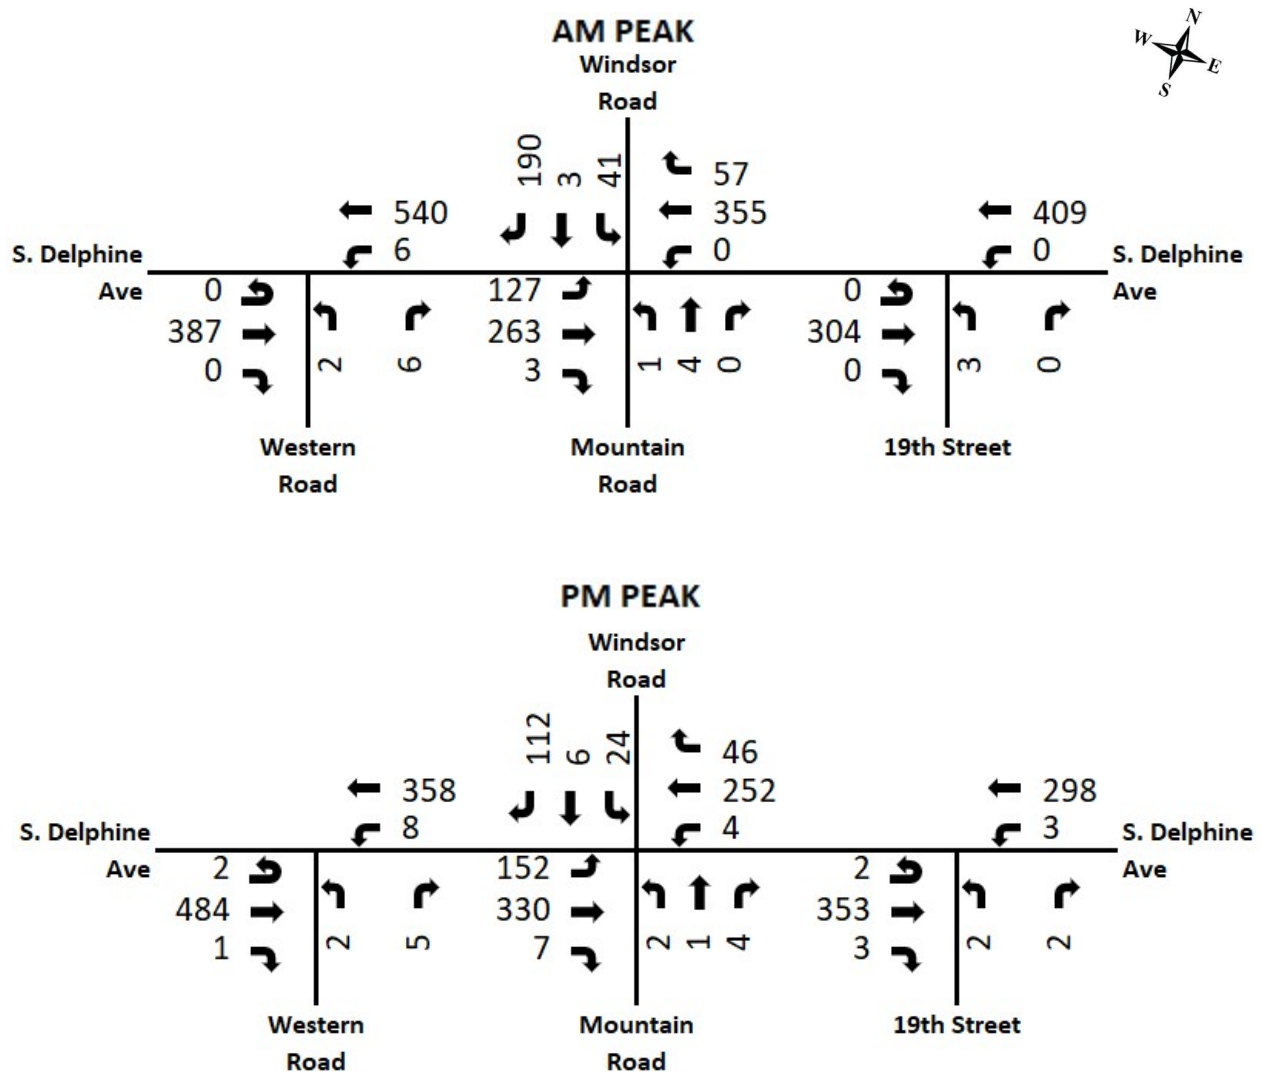 AM PEAK
Windsor
Road
N
W
E
S
190
3
41
57
540
355
409
6
0
0
S. Delphine
Ave
S. Delphine
Ave
0
387
0
2
6
127
263
3
1
4
0
0
304
0
3
0
Western
Road
Mountain
Road
19th Street
PM PEAK
Windsor
Road
112
6
24
46
358
252
298
8
4
3
S. Delphine
Ave
S. Delphine
Ave
2
484
1
2
5
152
330
7
2
1
4
2
353
3
2
2
Western
Road
Mountain
Road
19th Street